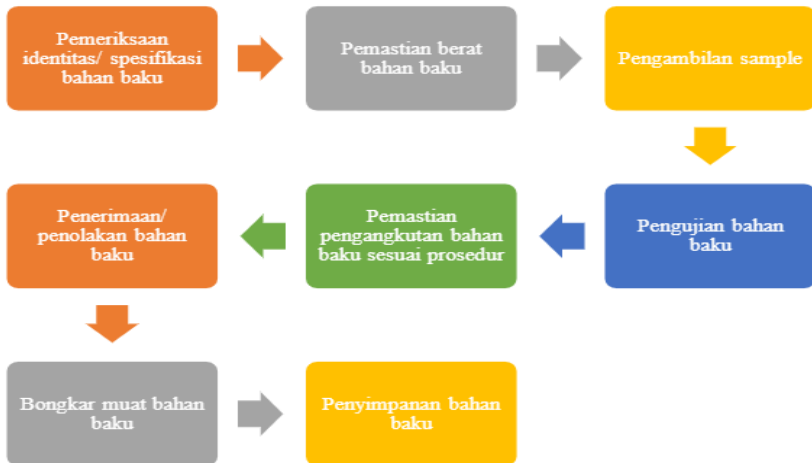 Pemeriksaan
identitas/ spesifikasi
bahan baku
Pemastian berat
bahan baku
Pengambilan sample
Pengujian bahan
baku
Pemastian
pengangkutan bahan
baku sesuai prosedur
Penerimaan/
penolakan bahan
baku
Bongkar muat bahan
baku
Penyimpanan bahan
baku